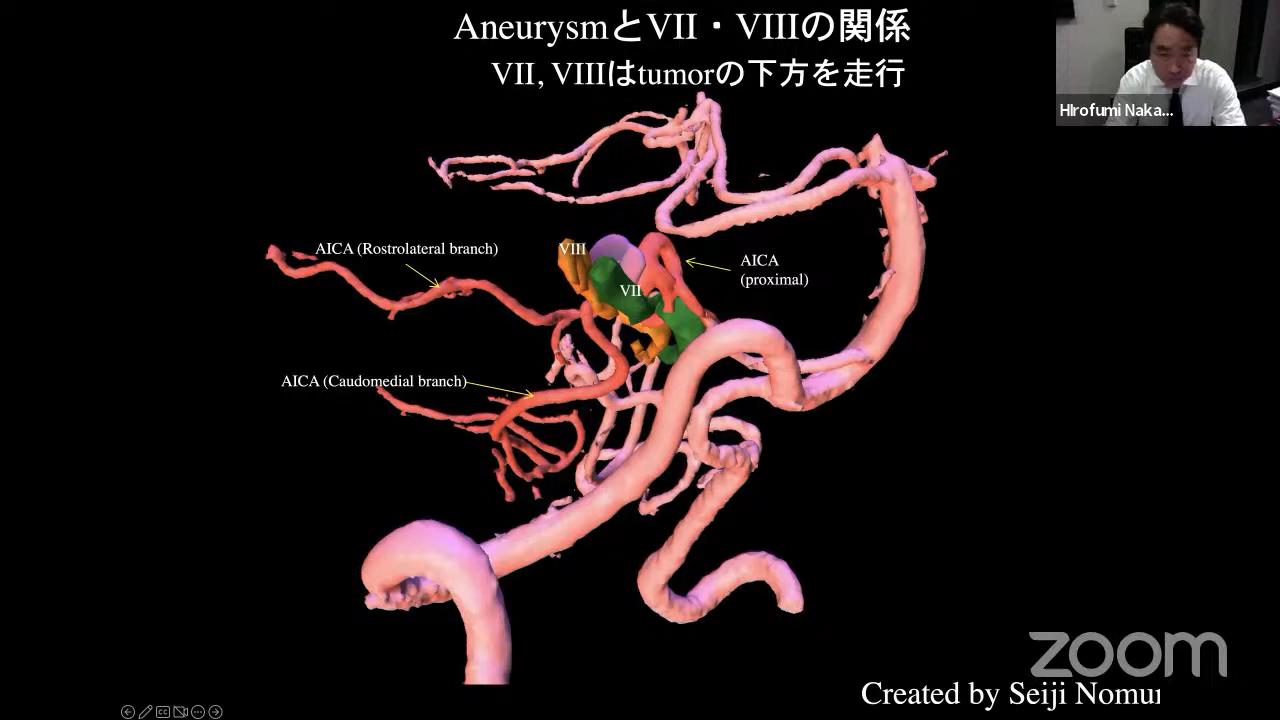 AneurysmとVII・VIIIの関係
VII, VIIIはtumorの下方を走行
HIrofumi Naka...
AICA (Rostrolateral branch)
VIII
VII
AICA
(proximal)
AICA (Caudomedial branch)
zoom
Created by Seiji